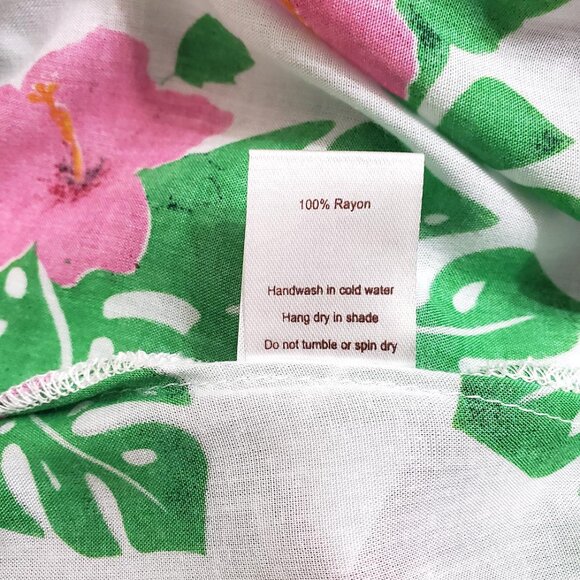 100% Rayon
Handwash in cold water
Hang dry in shade
Do not tumble or spin dry